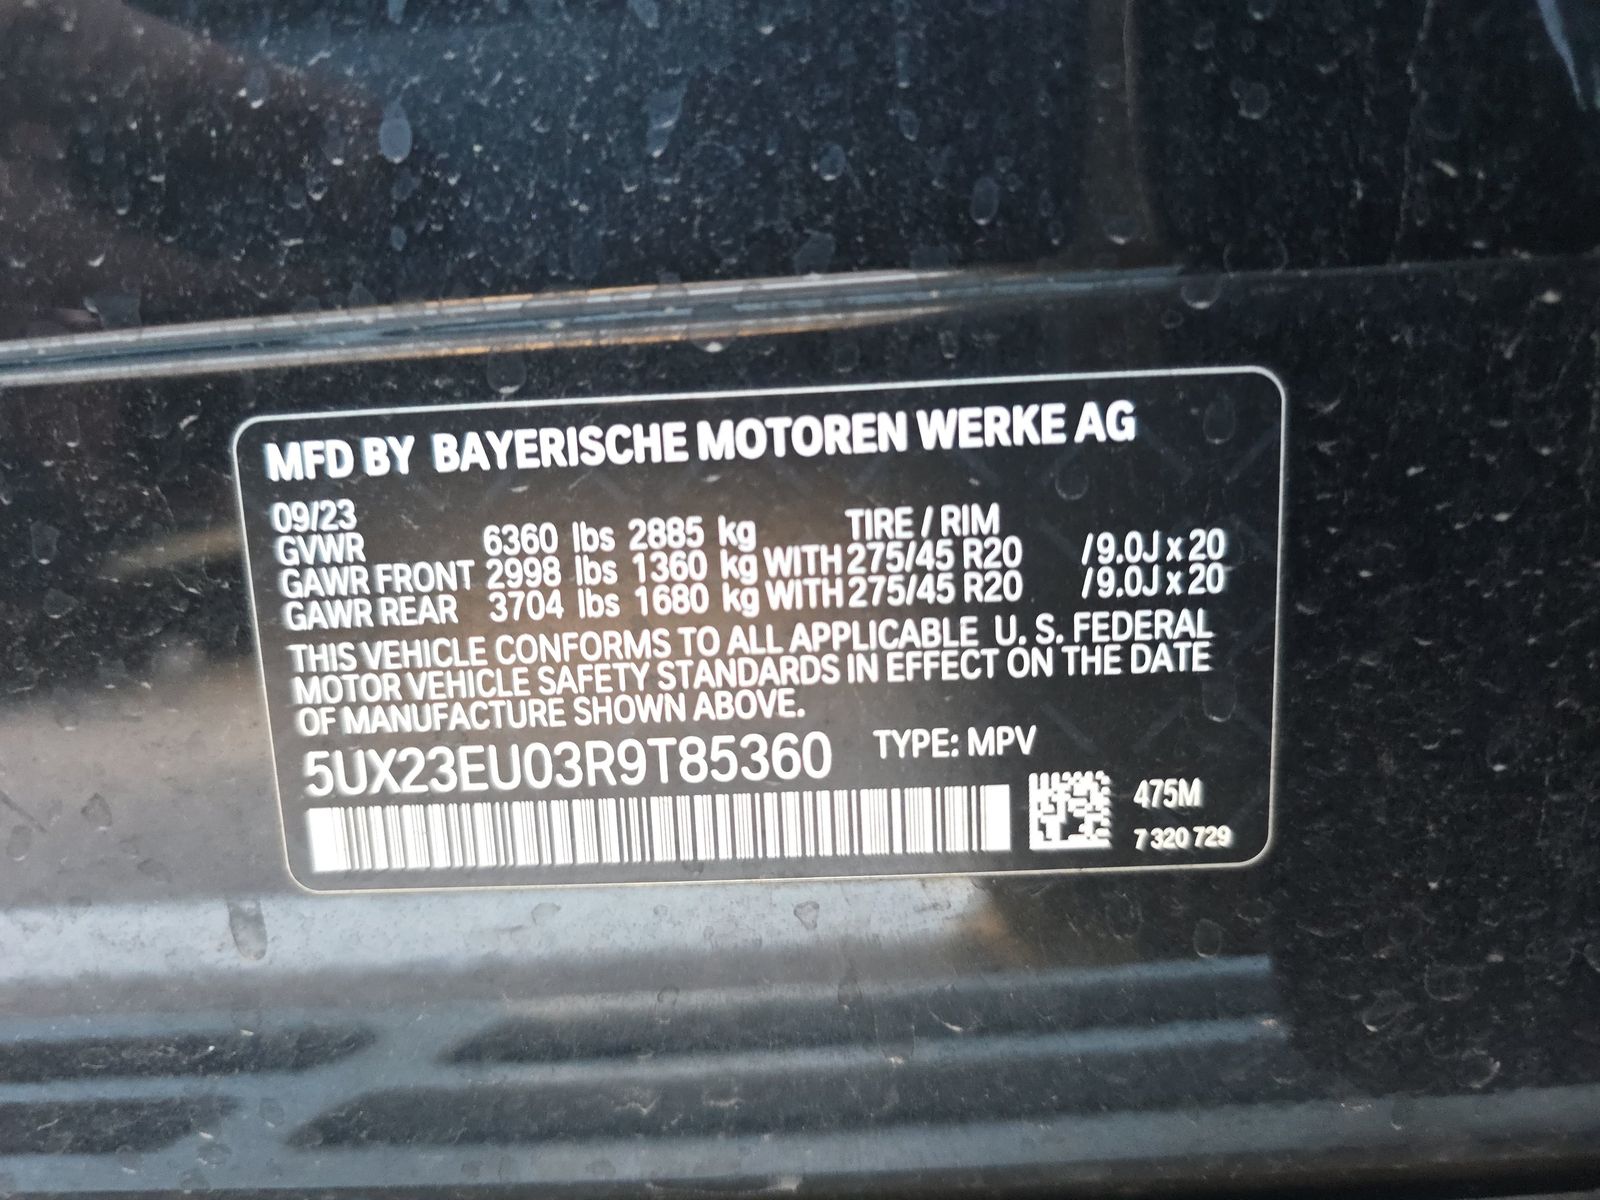 MFD BY BAYERISCHE MOTOREN WERKE AG
09/23 TIRE / RIM
GVWR 6360 lbs 2885 kg
GAWR FRONT 2998 lbs 1360 kg WITH 275/45 R20 / 9.0J x 20
GAWR REAR 3704 lbs 1680 kg WITH 275/45 R20 / 9.0J x 20
THIS VEHICLE CONFORMS TO ALL APPLICABLE U. S. FEDERAL
MOTOR VEHICLE SAFETY STANDARDS IN EFFECT ON THE DATE
OF MANUFACTURE SHOWN ABOVE.
5UX23EU03R9T85360 TYPE: MPV
475M
7 320 729